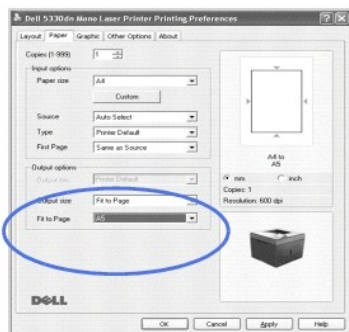 Dell 5330dn Mono Laser Printer Printing Preferences
Layout Paper Graphic Other Options About
Copies (1-999) 1
Input options
Paper size A4
Custom
Source Auto Select
Type Printer Default
First Page Same as Source
Output options
Printer Default
Output size Fit to Page
Fit to Page A5
A4 to
A5
mm inch
Copies: 1
Resolution: 600 dpi
DELL
OK Cancel Apply Help